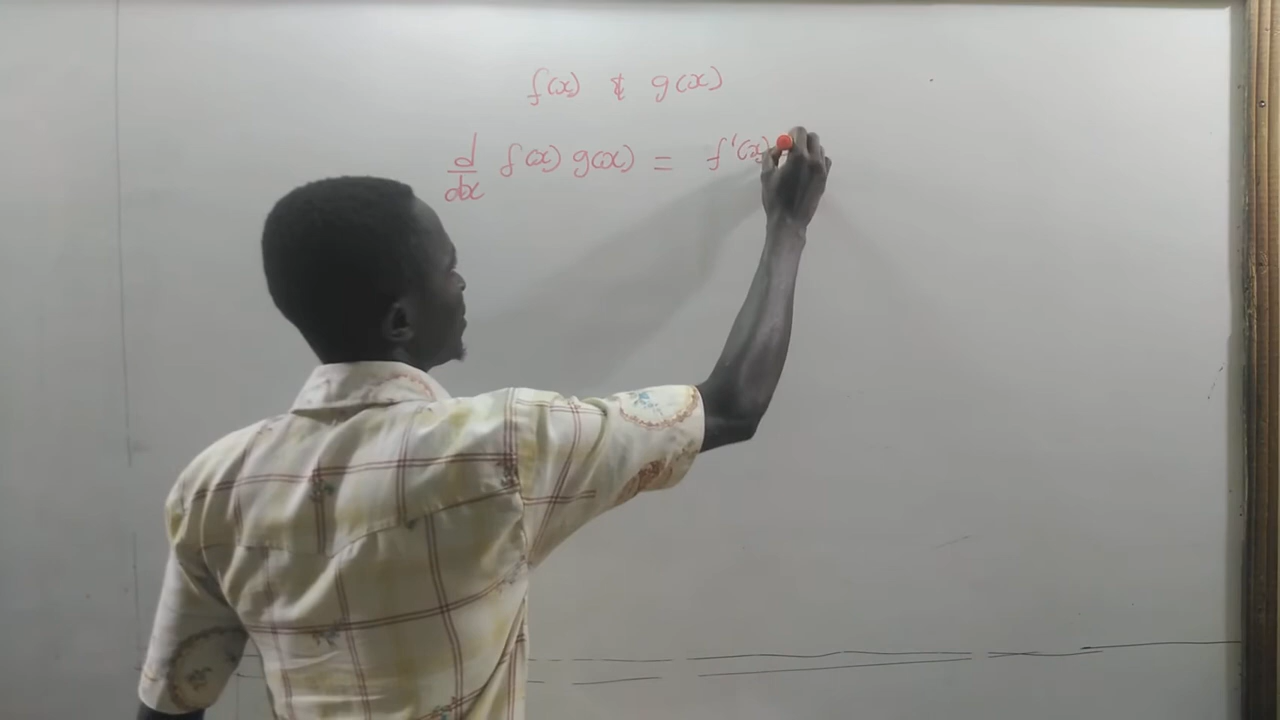 f(x) & g(x)
d/dx f(x) g(x) = f'(x)